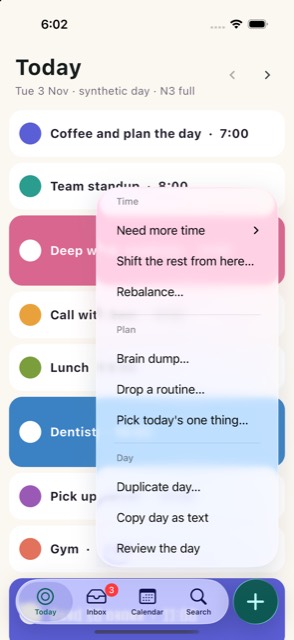 6:02
Today
Tue 3 Nov · synthetic day · N3 full
Coffee and plan the day · 7:00
Team standup · 8:00
Time
Deep
Need more time
Shift the rest from here...
Rebalance...
Call
Plan
Lunch
Brain dump...
Drop a routine...
Dentist
Pick today's one thing...
Day
Pick up
Duplicate day...
Copy day as text
Gym ·
Review the day
3
Today
Inbox
Calendar
Search